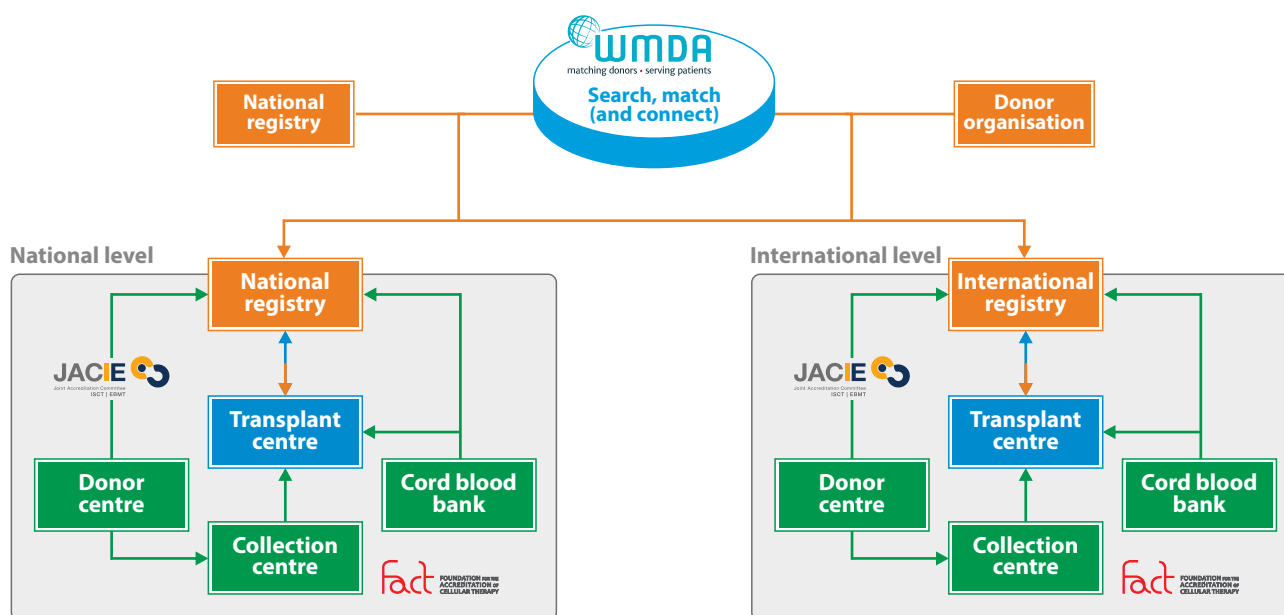 WMDA
matching donors • serving patients
Search, match
(and connect)
National
registry
Donor
organisation
National level
National
registry
JACIE
Joint Accreditation Committee
ISCT | EBMT
Transplant
centre
Donor
centre
Cord blood
bank
Collection
centre
fact
FOUNDATION FOR THE
ACCREDITATION OF
CELLULAR THERAPY
International level
International
registry
JACIE
Joint Accreditation Committee
ISCT | EBMT
Transplant
centre
Donor
centre
Cord blood
bank
Collection
centre
fact
FOUNDATION FOR THE
ACCREDITATION OF
CELLULAR THERAPY